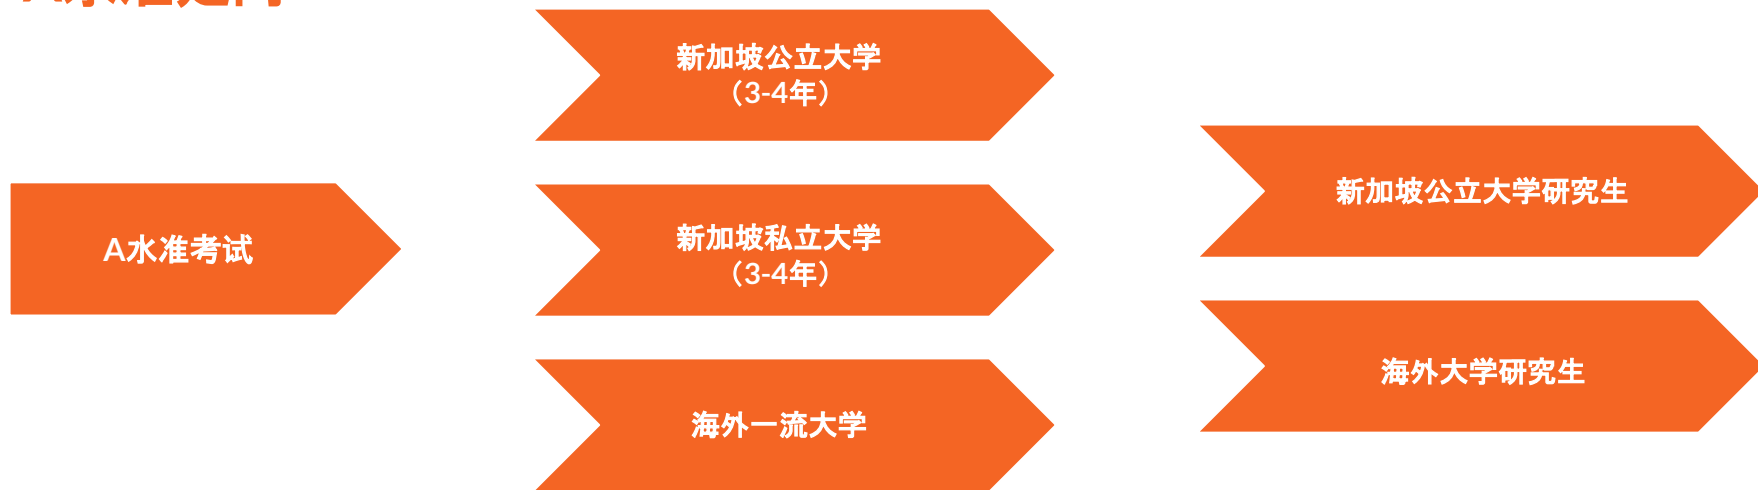 A水准考试
新加坡公立大学
（3-4年）
新加坡私立大学
（3-4年）
海外一流大学
新加坡公立大学研究生
海外大学研究生